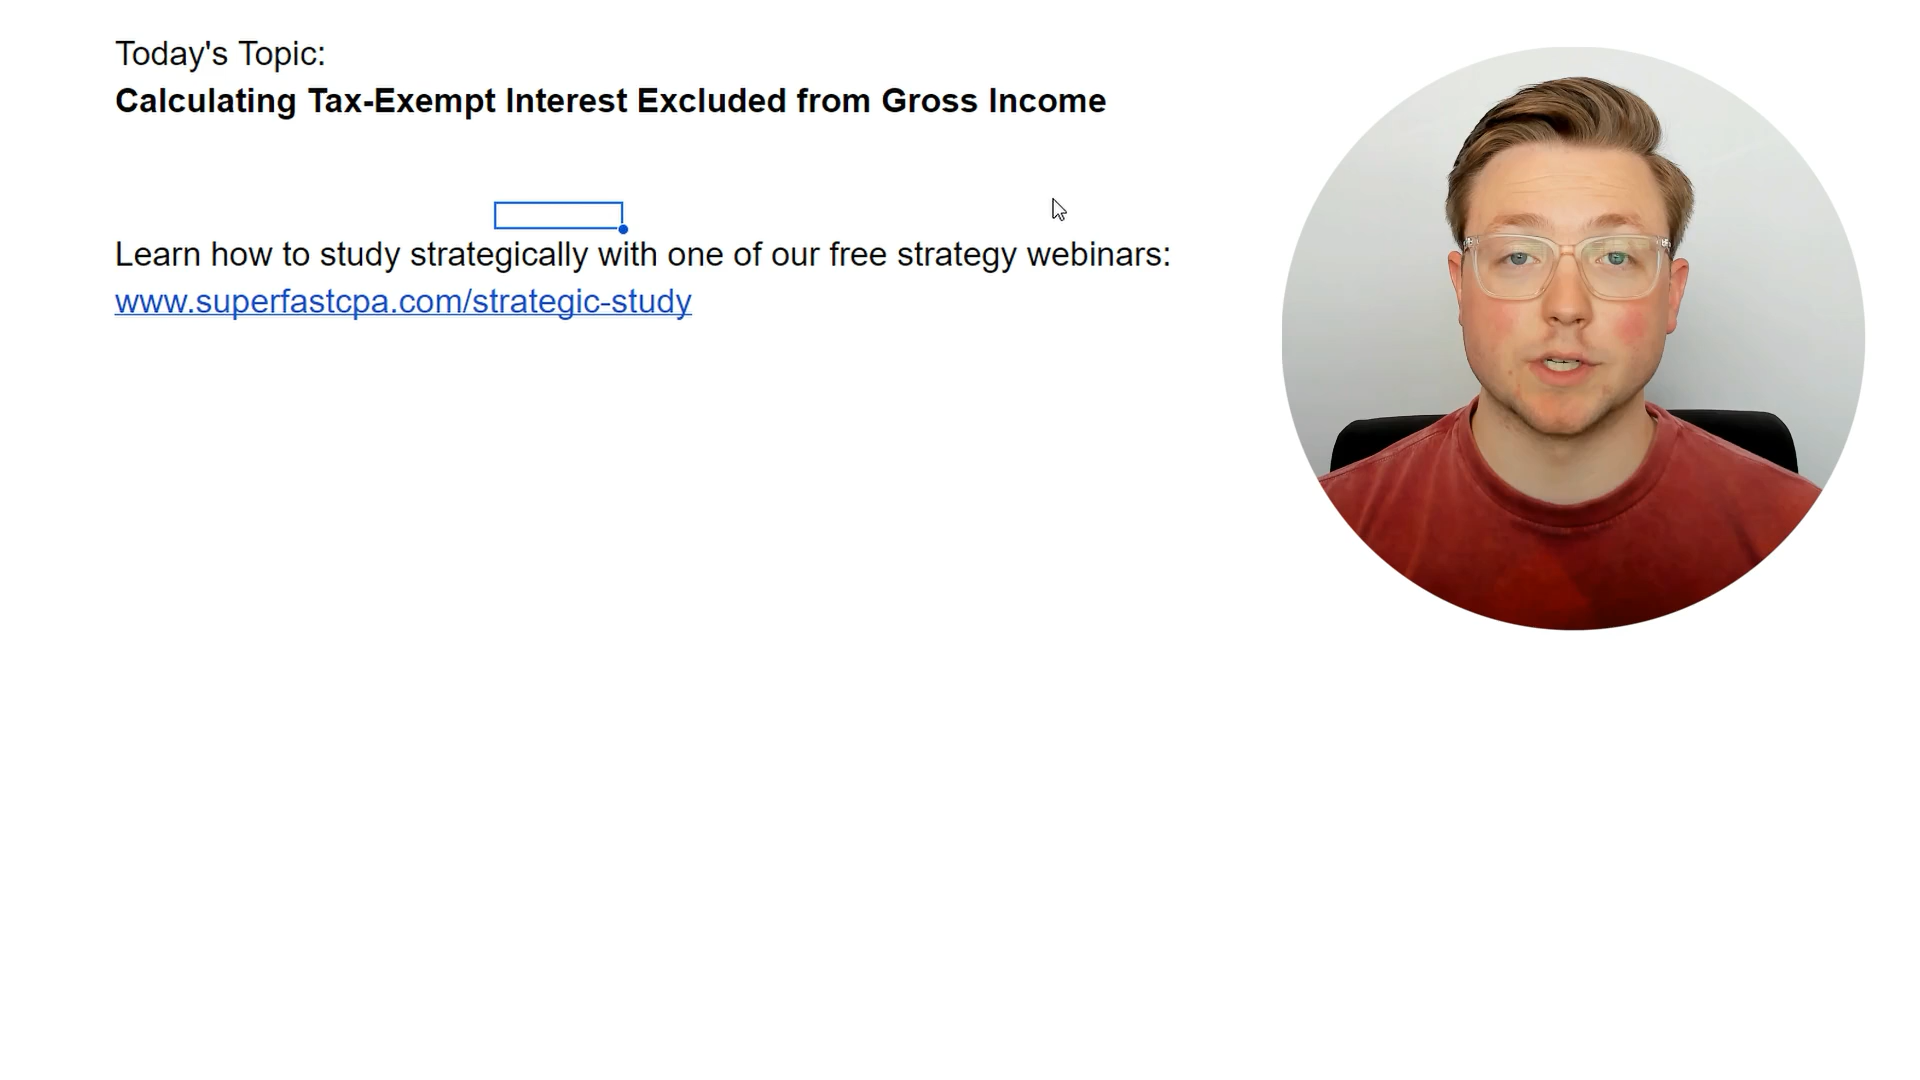 Today's Topic:
Calculating Tax-Exempt Interest Excluded from Gross Income
Learn how to study strategically with one of our free strategy webinars:
www.superfastcpa.com/strategic-study